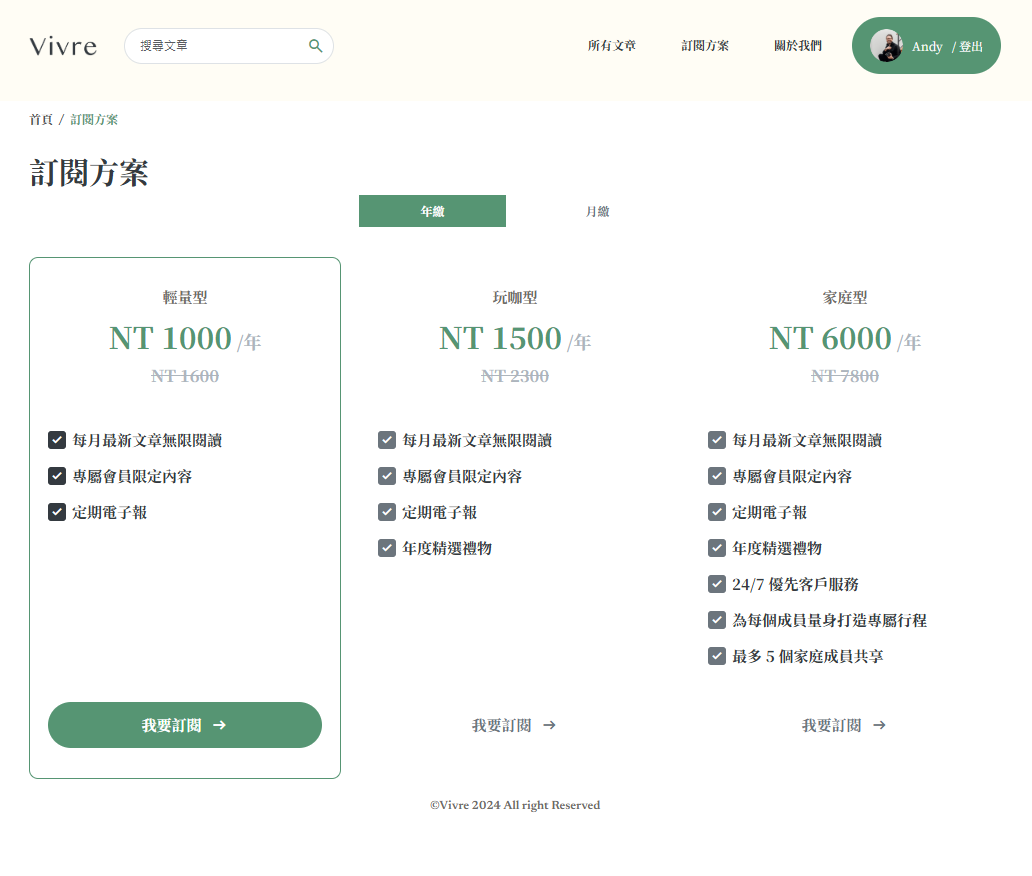 Vivre
搜尋文章
所有文章
訂閱方案
關於我們
Andy / 登出
首頁 / 訂閱方案
訂閱方案
年繳
月繳
輕量型
NT 1000 /年
NT 1600
每月最新文章無限閱讀
專屬會員限定內容
定期電子報
我要訂閱 →
玩咖型
NT 1500 /年
NT 2300
每月最新文章無限閱讀
專屬會員限定內容
定期電子報
年度精選禮物
我要訂閱 →
家庭型
NT 6000 /年
NT 7800
每月最新文章無限閱讀
專屬會員限定內容
定期電子報
年度精選禮物
24/7 優先客戶服務
為每個成員量身打造專屬行程
最多 5 個家庭成員共享
我要訂閱 →
©Vivre 2024 All right Reserved